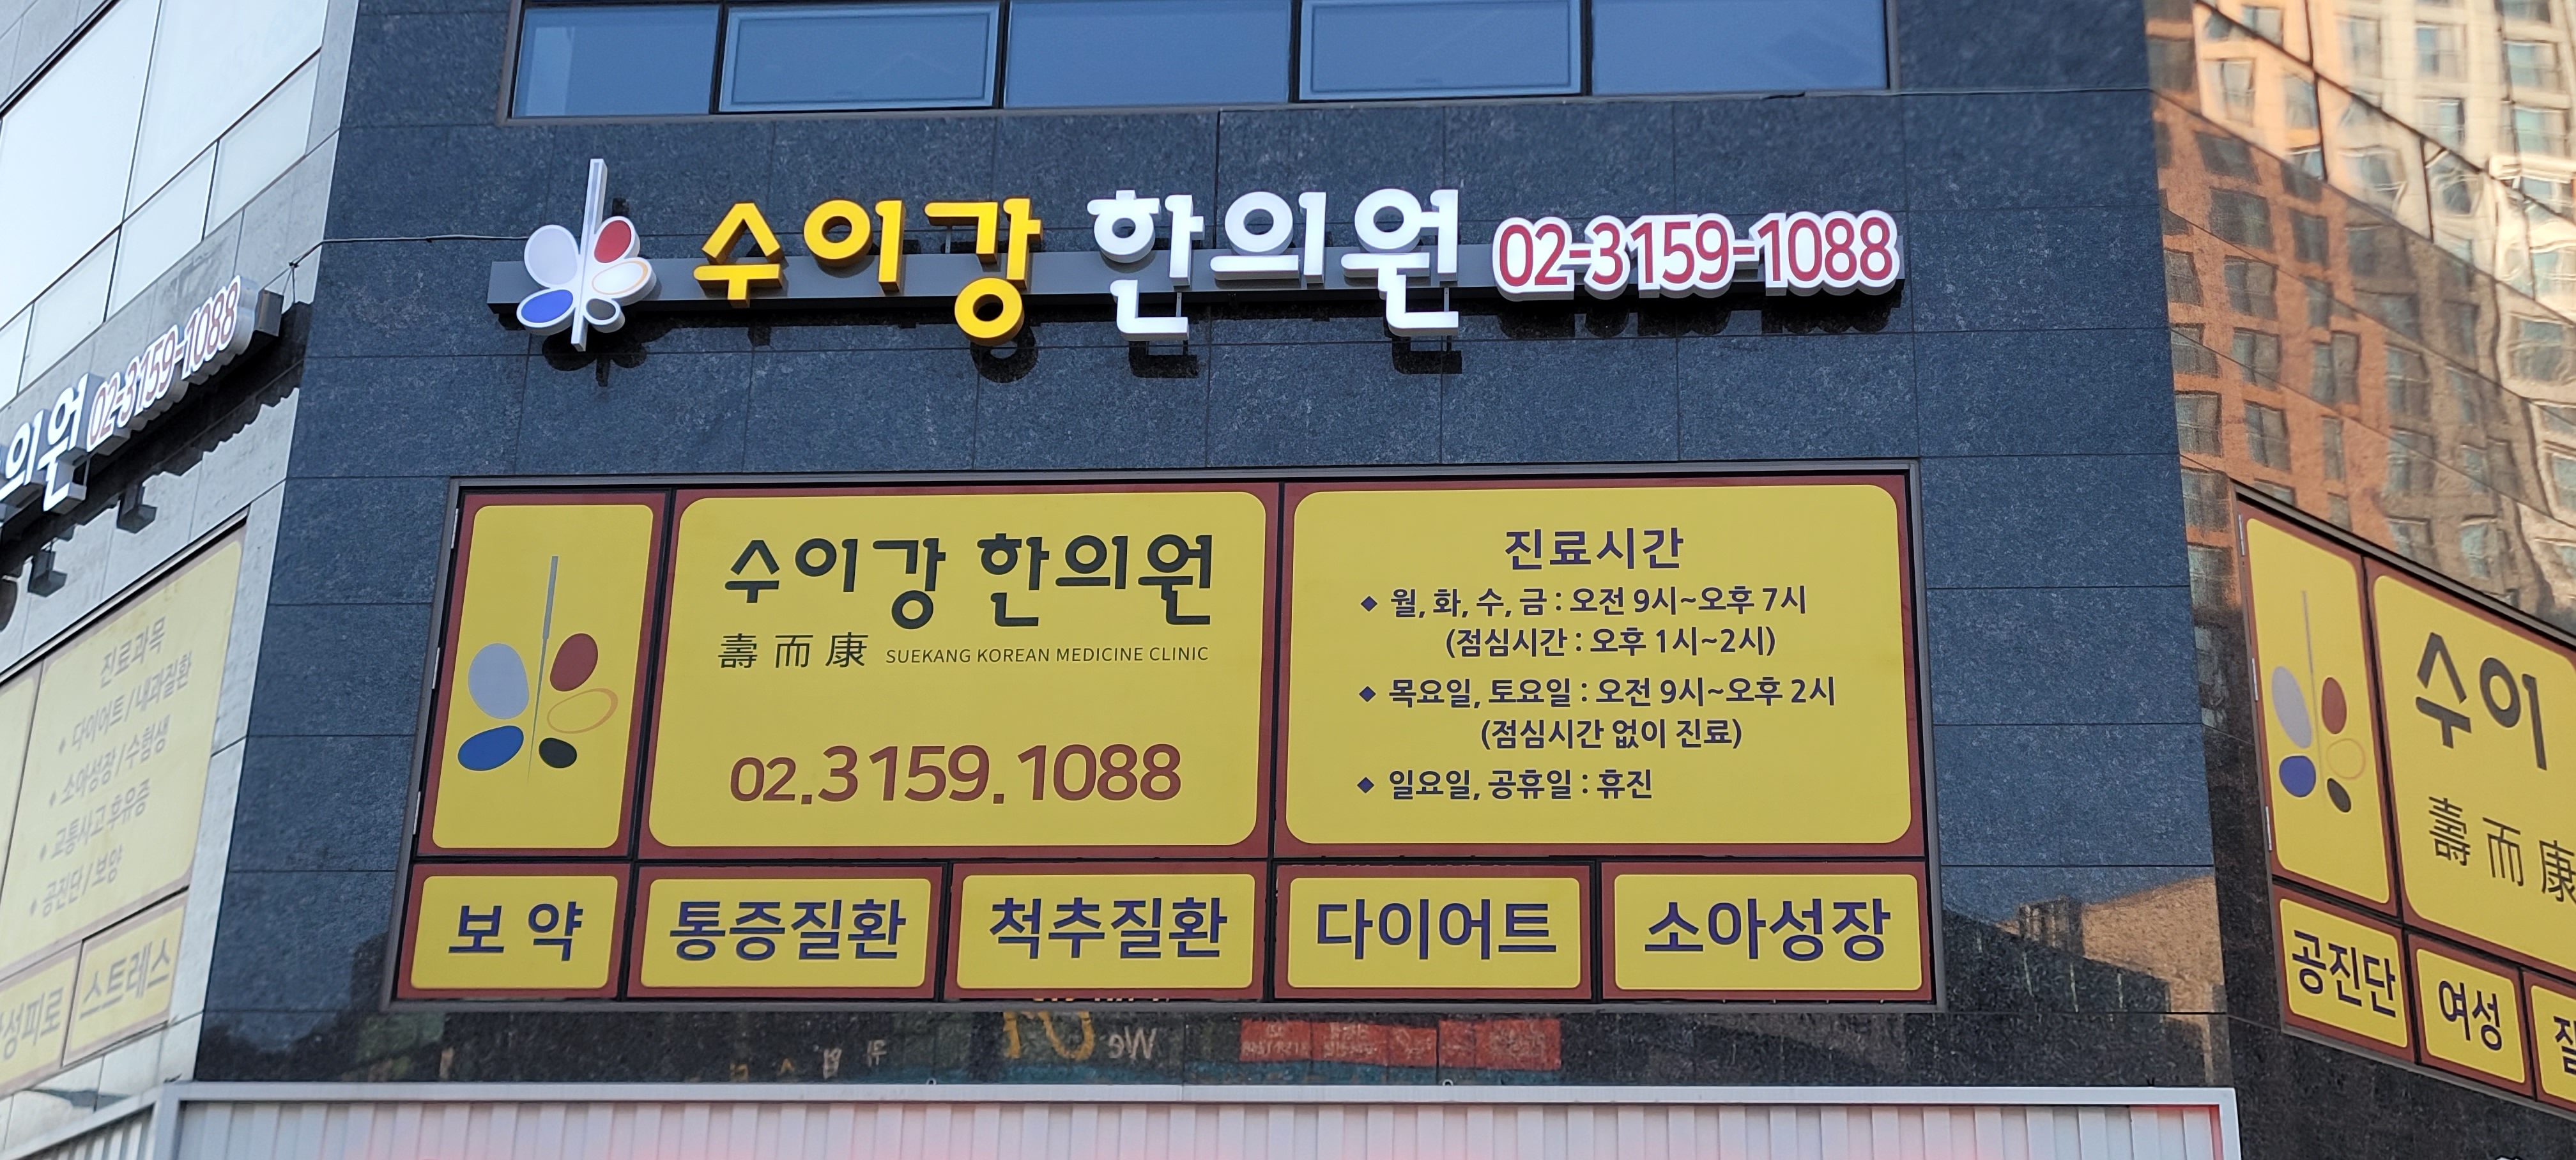 수이강 한의원 02-3159-1088
의원 02-3159-1088
진료과목
다이어트/내과질환
소아성장/수험생
교통사고후유증
공진단/보약
성피로
스트레스
수이강 한의원
壽而康 SUEKANG KOREAN MEDICINE CLINIC
02.3159.1088
진료시간
◆ 월, 화, 수, 금 : 오전 9시~오후 7시
(점심시간 : 오후 1시~2시)
◆ 목요일, 토요일 : 오전 9시~오후 2시
(점심시간 없이 진료)
◆ 일요일, 공휴일 : 휴진
보약
통증질환
척추질환
다이어트
소아성장
수이
壽而康
공진단
여성